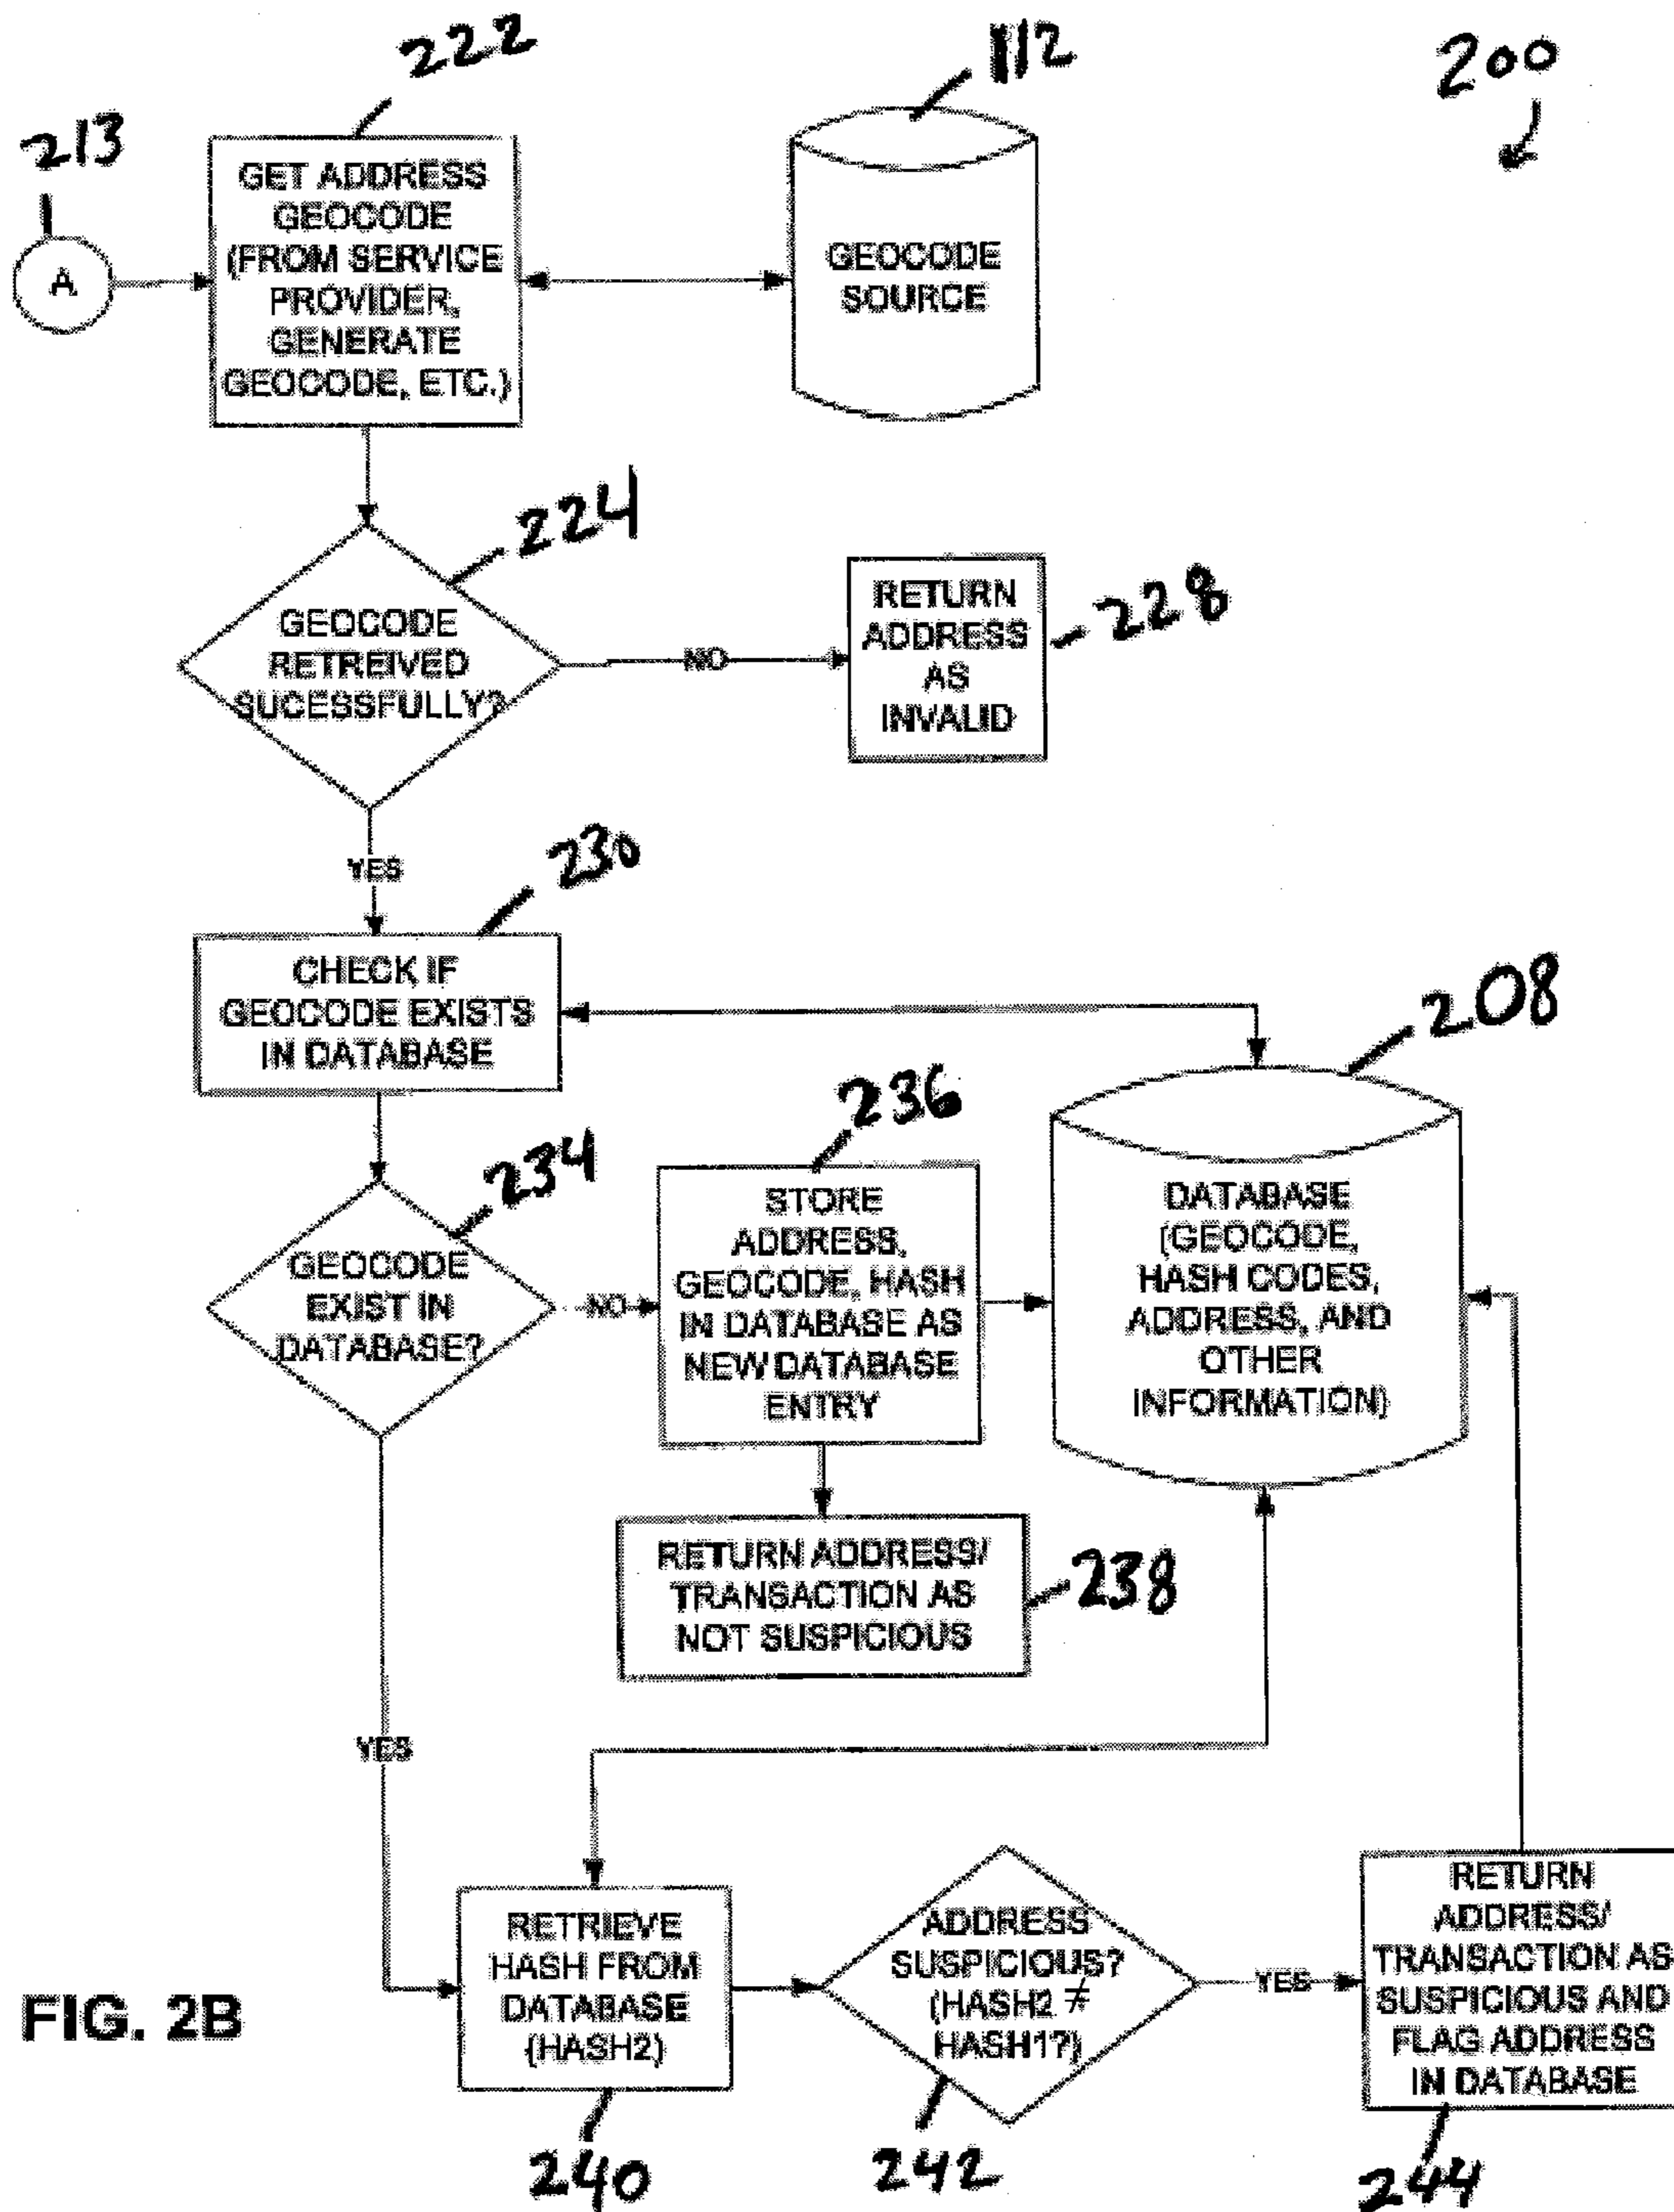 222
112
200
213
A
GET ADDRESS
GEOCODE
(FROM SERVICE
PROVIDER,
GENERATE
GEOCODE, ETC.)
GEOCODE
SOURCE
224
GEOCODE
RETREIVED
SUCESSFULLY?
NO
RETURN
ADDRESS
AS
INVALID
228
YES
230
CHECK IF
GEOCODE EXISTS
IN DATABASE
208
234
GEOCODE
EXIST IN
DATABASE?
NO
236
STORE
ADDRESS,
GEOCODE, HASH
IN DATABASE AS
NEW DATABASE
ENTRY
DATABASE
(GEOCODE,
HASH CODES,
ADDRESS, AND
OTHER
INFORMATION)
RETURN ADDRESS/
TRANSACTION AS
NOT SUSPICIOUS
238
YES
RETRIEVE
HASH FROM
DATABASE
(HASH2)
240
ADDRESS
SUSPICIOUS?
(HASH2 ≠
HASH1?)
242
YES
RETURN
ADDRESS/
TRANSACTION AS
SUSPICIOUS AND
FLAG ADDRESS
IN DATABASE
244
FIG. 2B